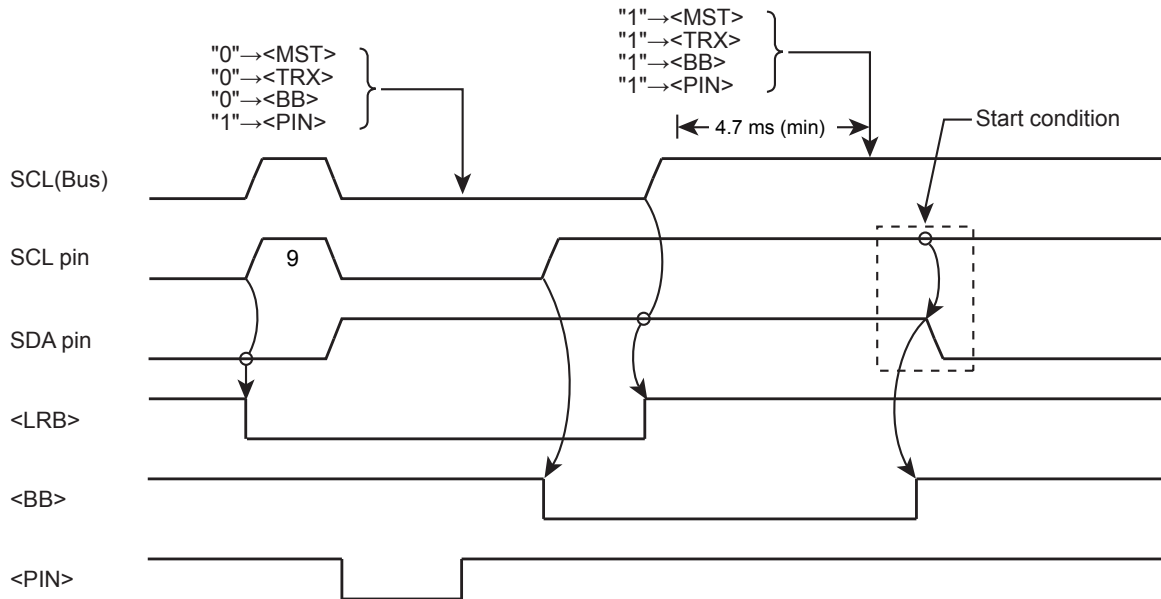 "0"→<MST>
"0"→<TRX>
"0"→<BB>
"1"→<PIN>
"1"→<MST>
"1"→<TRX>
"1"→<BB>
"1"→<PIN>
4.7 ms (min)
Start condition
SCL(Bus)
SCL pin
9
SDA pin
<LRB>
<BB>
<PIN>